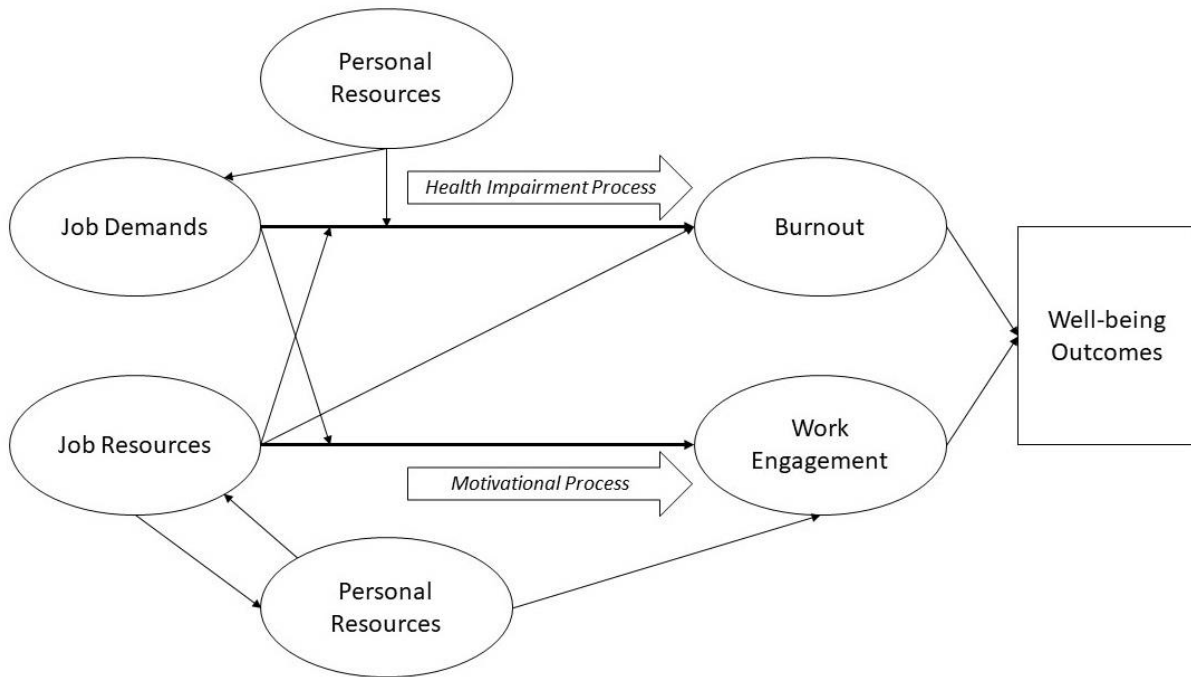 Personal
Resources
Health Impairment Process
Job Demands
Burnout
Well-being
Outcomes
Job Resources
Work
Engagement
Motivational Process
Personal
Resources